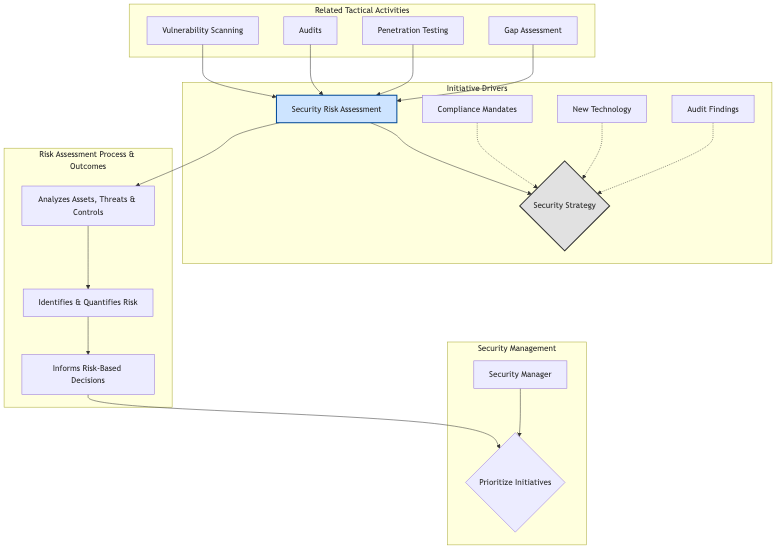 Related Tactical Activities
Vulnerability Scanning
Audits
Penetration Testing
Gap Assessment
Initiative Drivers
Security Risk Assessment
Compliance Mandates
New Technology
Audit Findings
Security Strategy
Risk Assessment Process &
Outcomes
Analyzes Assets, Threats &
Controls
Identifies & Quantifies Risk
Informs Risk-Based
Decisions
Security Management
Security Manager
Prioritize Initiatives